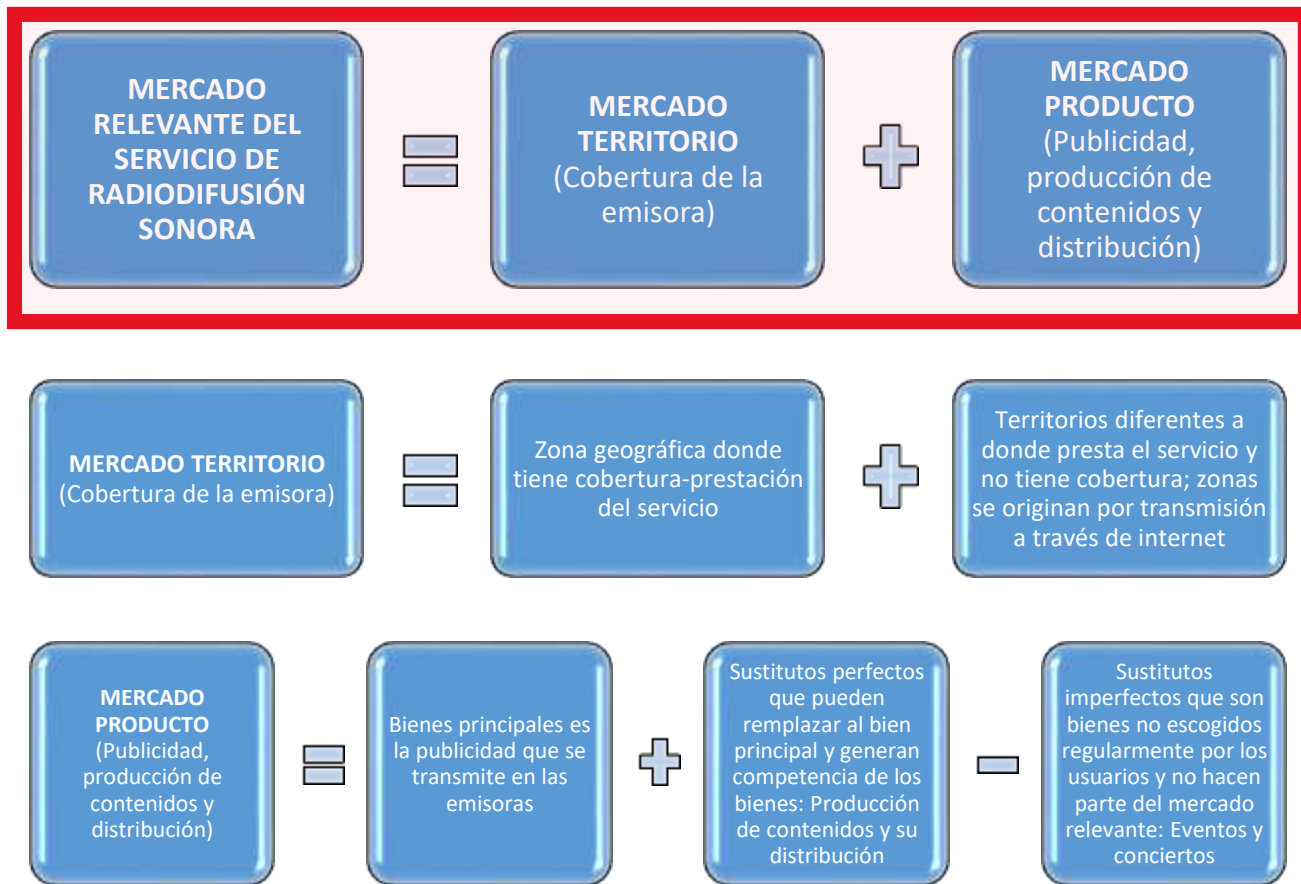 MERCADO
RELEVANTE DEL
SERVICIO DE
RADIODIFUSIÓN
SONORA
MERCADO
TERRITORIO
(Cobertura de la
emisora)
MERCADO
PRODUCTO
(Publicidad,
producción de
contenidos y
distribución)
MERCADO TERRITORIO
(Cobertura de la emisora)
Zona geográfica donde
tiene cobertura-prestación
del servicio
Territorios diferentes a
donde presta el servicio y
no tiene cobertura; zonas
se originan por transmisión
a través de internet
MERCADO
PRODUCTO
(Publicidad,
producción de
contenidos y
distribución)
Bienes principales es
la publicidad que se
transmite en las
emisoras
Sustitutos perfectos
que pueden
remplazar al bien
principal y generan
competencia de los
bienes: Producción
de contenidos y su
distribución
Sustitutos
imperfectos que son
bienes no escogidos
regularmente por los
usuarios y no hacen
parte del mercado
relevante: Eventos y
conciertos